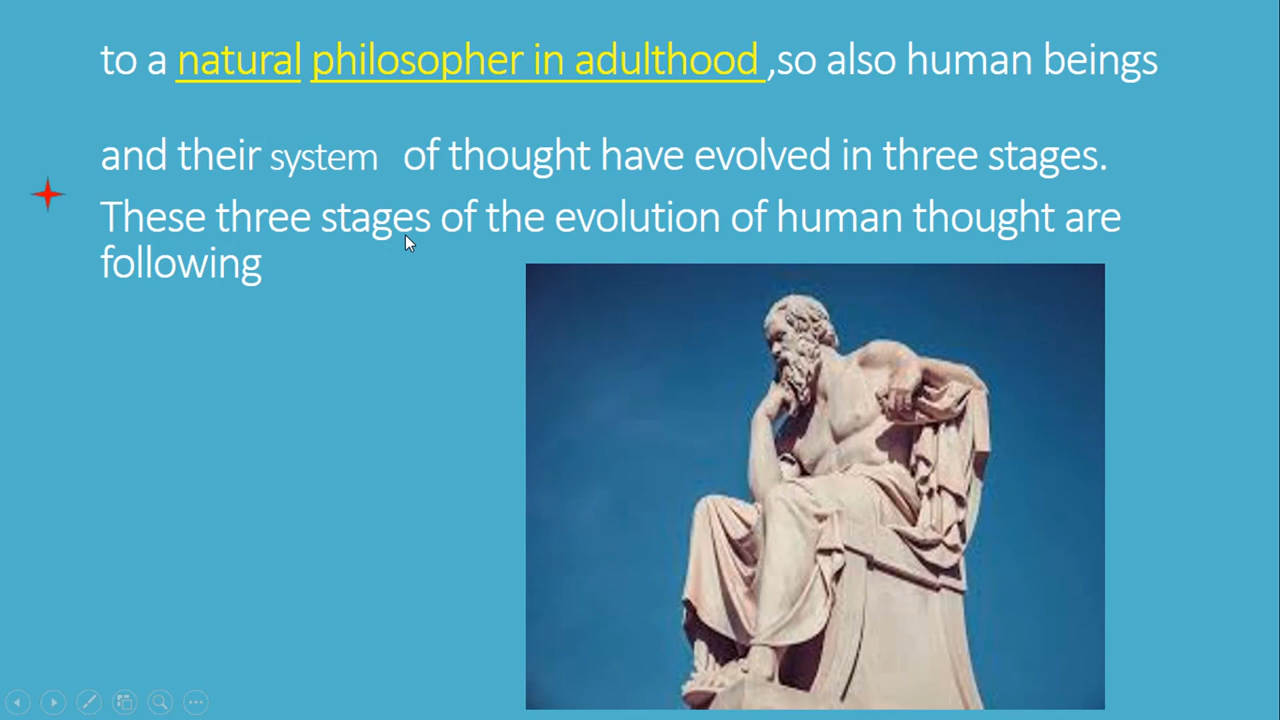 to a natural philosopher in adulthood ,so also human beings
and their system of thought have evolved in three stages.
These three stages of the evolution of human thought are
following